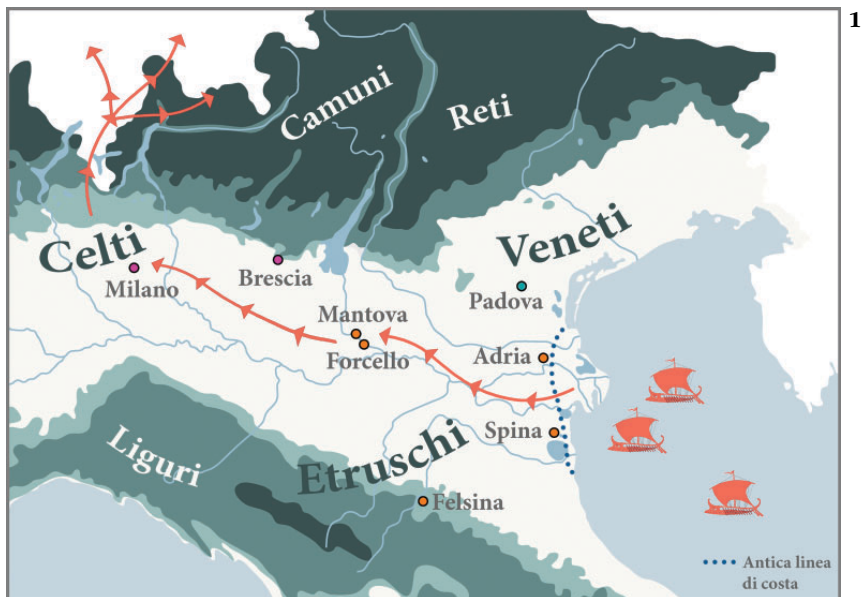 1
Camuni
Reti
Celti
Veneti
Brescia
Milano
Padova
Mantova
Forcello
Adria
Spina
Liguri
Etruschi
Felsina
Antica linea
di costa